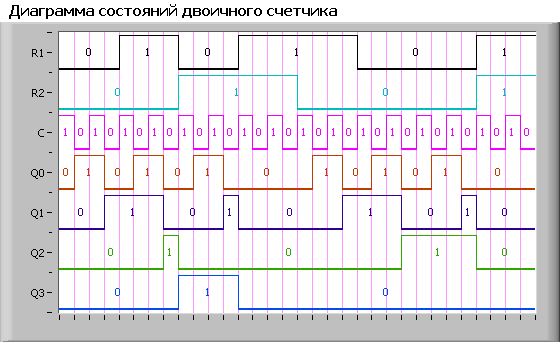 Диаграмма состояний двоичного счетчика
R1 0 1 0 1 0 1
R2 0 1 0 1
C 1 0 1 0 1 0 1 0 1 0 1 0 1 0 1 0 1 0 1 0 1 0 1 0 1 0 1 0 1 0 1 0
Q0 0 1 0 1 0 1 0 1 0 1 0 1 0
Q1 0 1 0 1 0 1 0 1 0
Q2 0 1 0 1 0
Q3 0 1 0